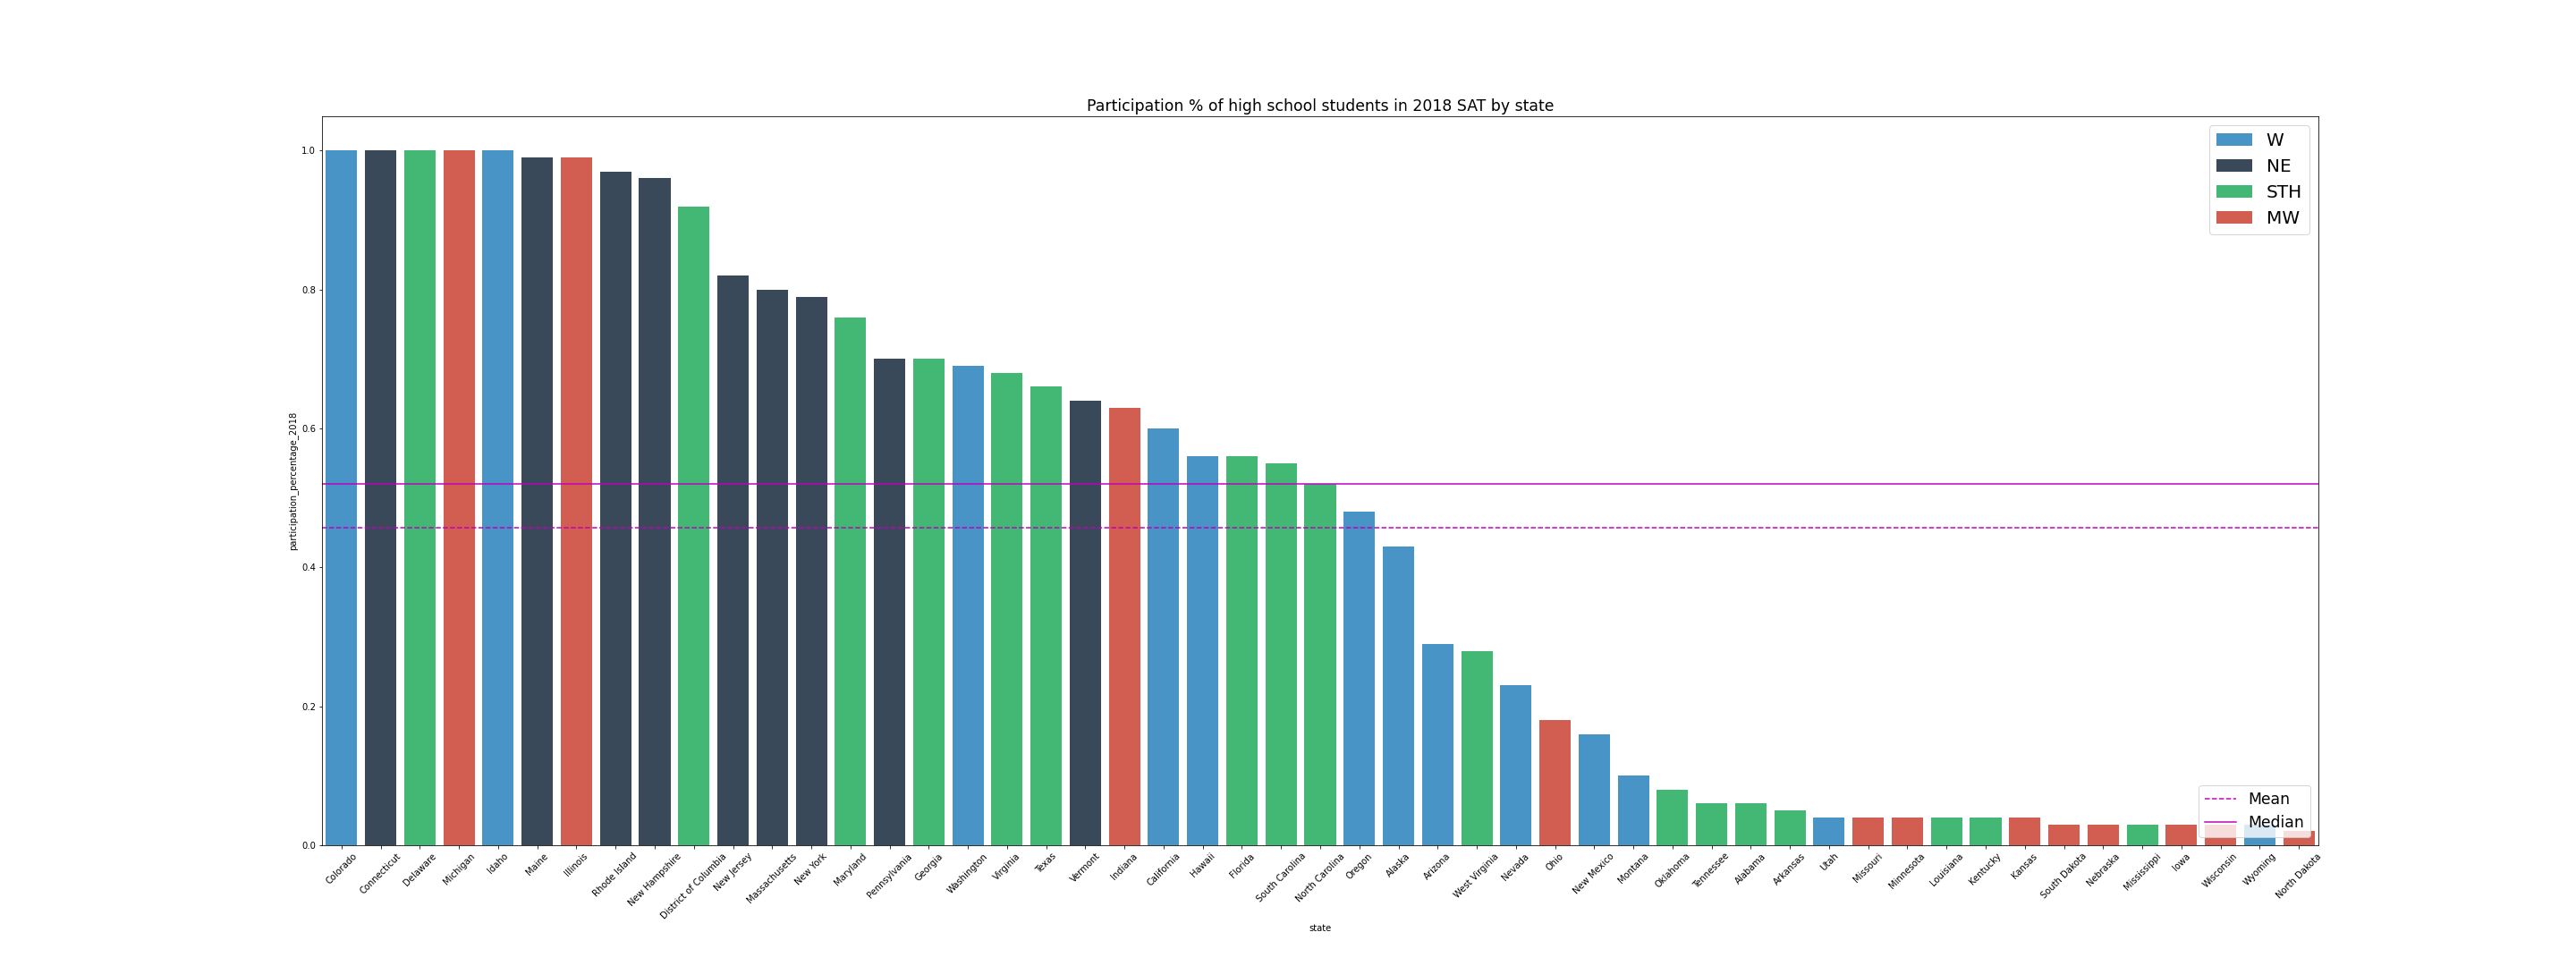 Participation % of high school students in 2018 SAT by state
W
NE
STH
MW
participation_percentage_2018
1.0
0.8
0.6
0.4
0.2
0.0
Mean
Median
Colorado
Connecticut
Delaware
Michigan
Idaho
Maine
Illinois
Rhode Island
New Hampshire
District of Columbia
New Jersey
Massachusetts
New York
Maryland
Pennsylvania
Georgia
Washington
Virginia
Texas
Vermont
Indiana
California
Hawaii
Florida
South Carolina
North Carolina
Oregon
Alaska
Arizona
West Virginia
Nevada
Ohio
New Mexico
Montana
Oklahoma
Tennessee
Alabama
Arkansas
Utah
Missouri
Minnesota
Louisiana
Kentucky
Kansas
South Dakota
Nebraska
Mississippi
Iowa
Wisconsin
Wyoming
North Dakota
state